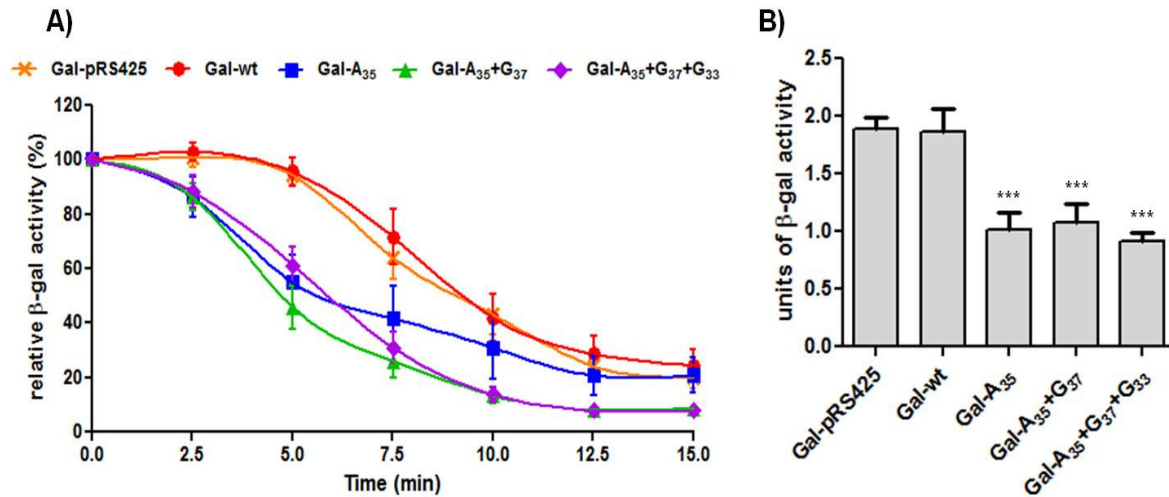 A)
Gal-pRS425 Gal-wt Gal-A35 Gal-A35+G37 Gal-A35+G37+G33
relative β-gal activity (%)
120
100
80
60
40
20
0
0.0 2.5 5.0 7.5 10.0 12.5 15.0
Time (min)
B)
units of β-gal activity
2.5
2.0
1.5
1.0
0.5
0.0
*** *** ***
Gal-pRS425
Gal-wt
Gal-A35
Gal-A35+G37
Gal-A35+G37+G33